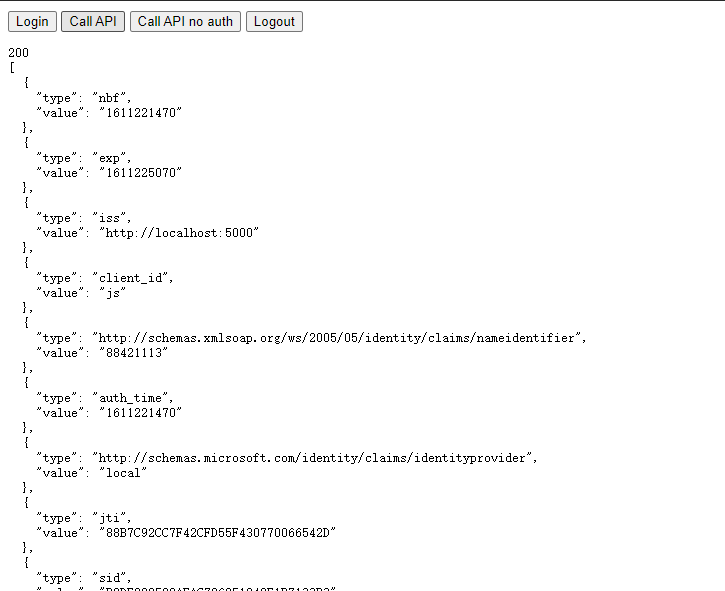 Login Call API Call API no auth Logout
200
[
  {
    "type": "nbf",
    "value": "1611221470"
  },
  {
    "type": "exp",
    "value": "1611225070"
  },
  {
    "type": "iss",
    "value": "http://localhost:5000"
  },
  {
    "type": "client_id",
    "value": "js"
  },
  {
    "type": "http://schemas.xmlsoap.org/ws/2005/05/identity/claims/nameidentifier",
    "value": "88421113"
  },
  {
    "type": "auth_time",
    "value": "1611221470"
  },
  {
    "type": "http://schemas.microsoft.com/identity/claims/identityprovider",
    "value": "local"
  },
  {
    "type": "jti",
    "value": "88B7C92CC7F42CFD55F430770066542D"
  },
  {
    "type": "sid",